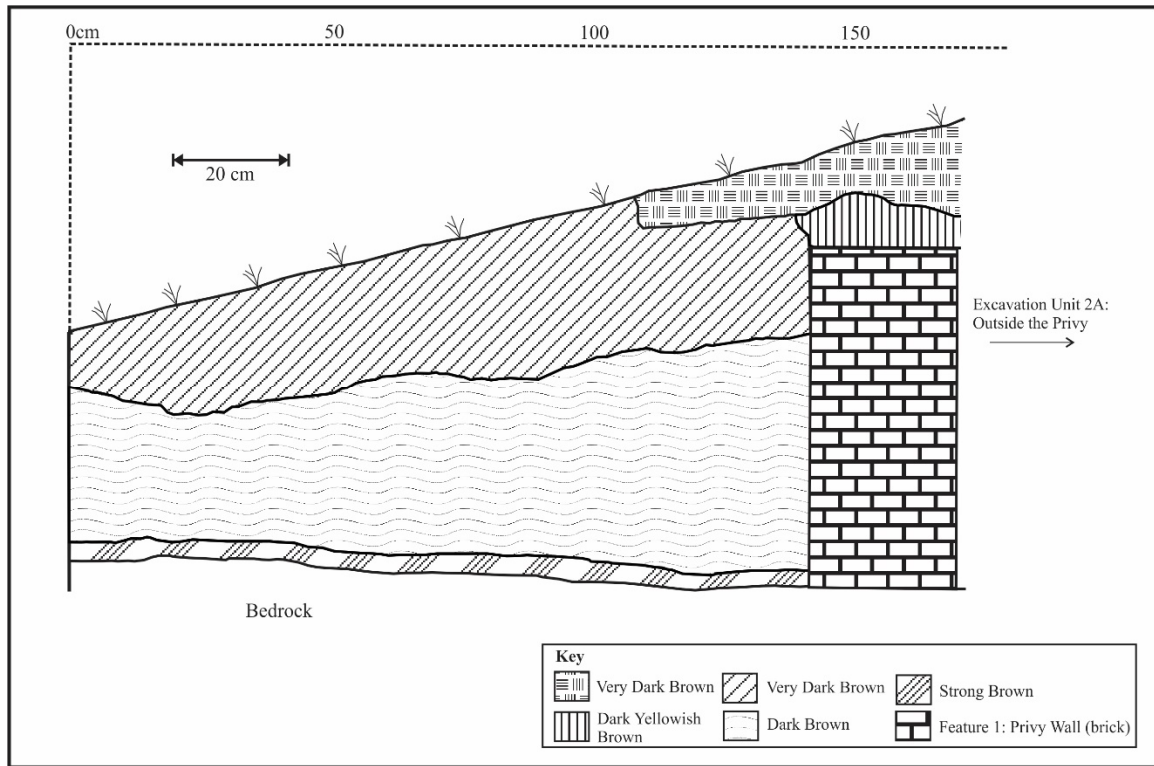 0cm 50 100 150
20 cm
Excavation Unit 2A:
Outside the Privy
Bedrock
Key
Very Dark Brown
Very Dark Brown
Strong Brown
Dark Yellowish
Brown
Dark Brown
Feature 1: Privy Wall (brick)